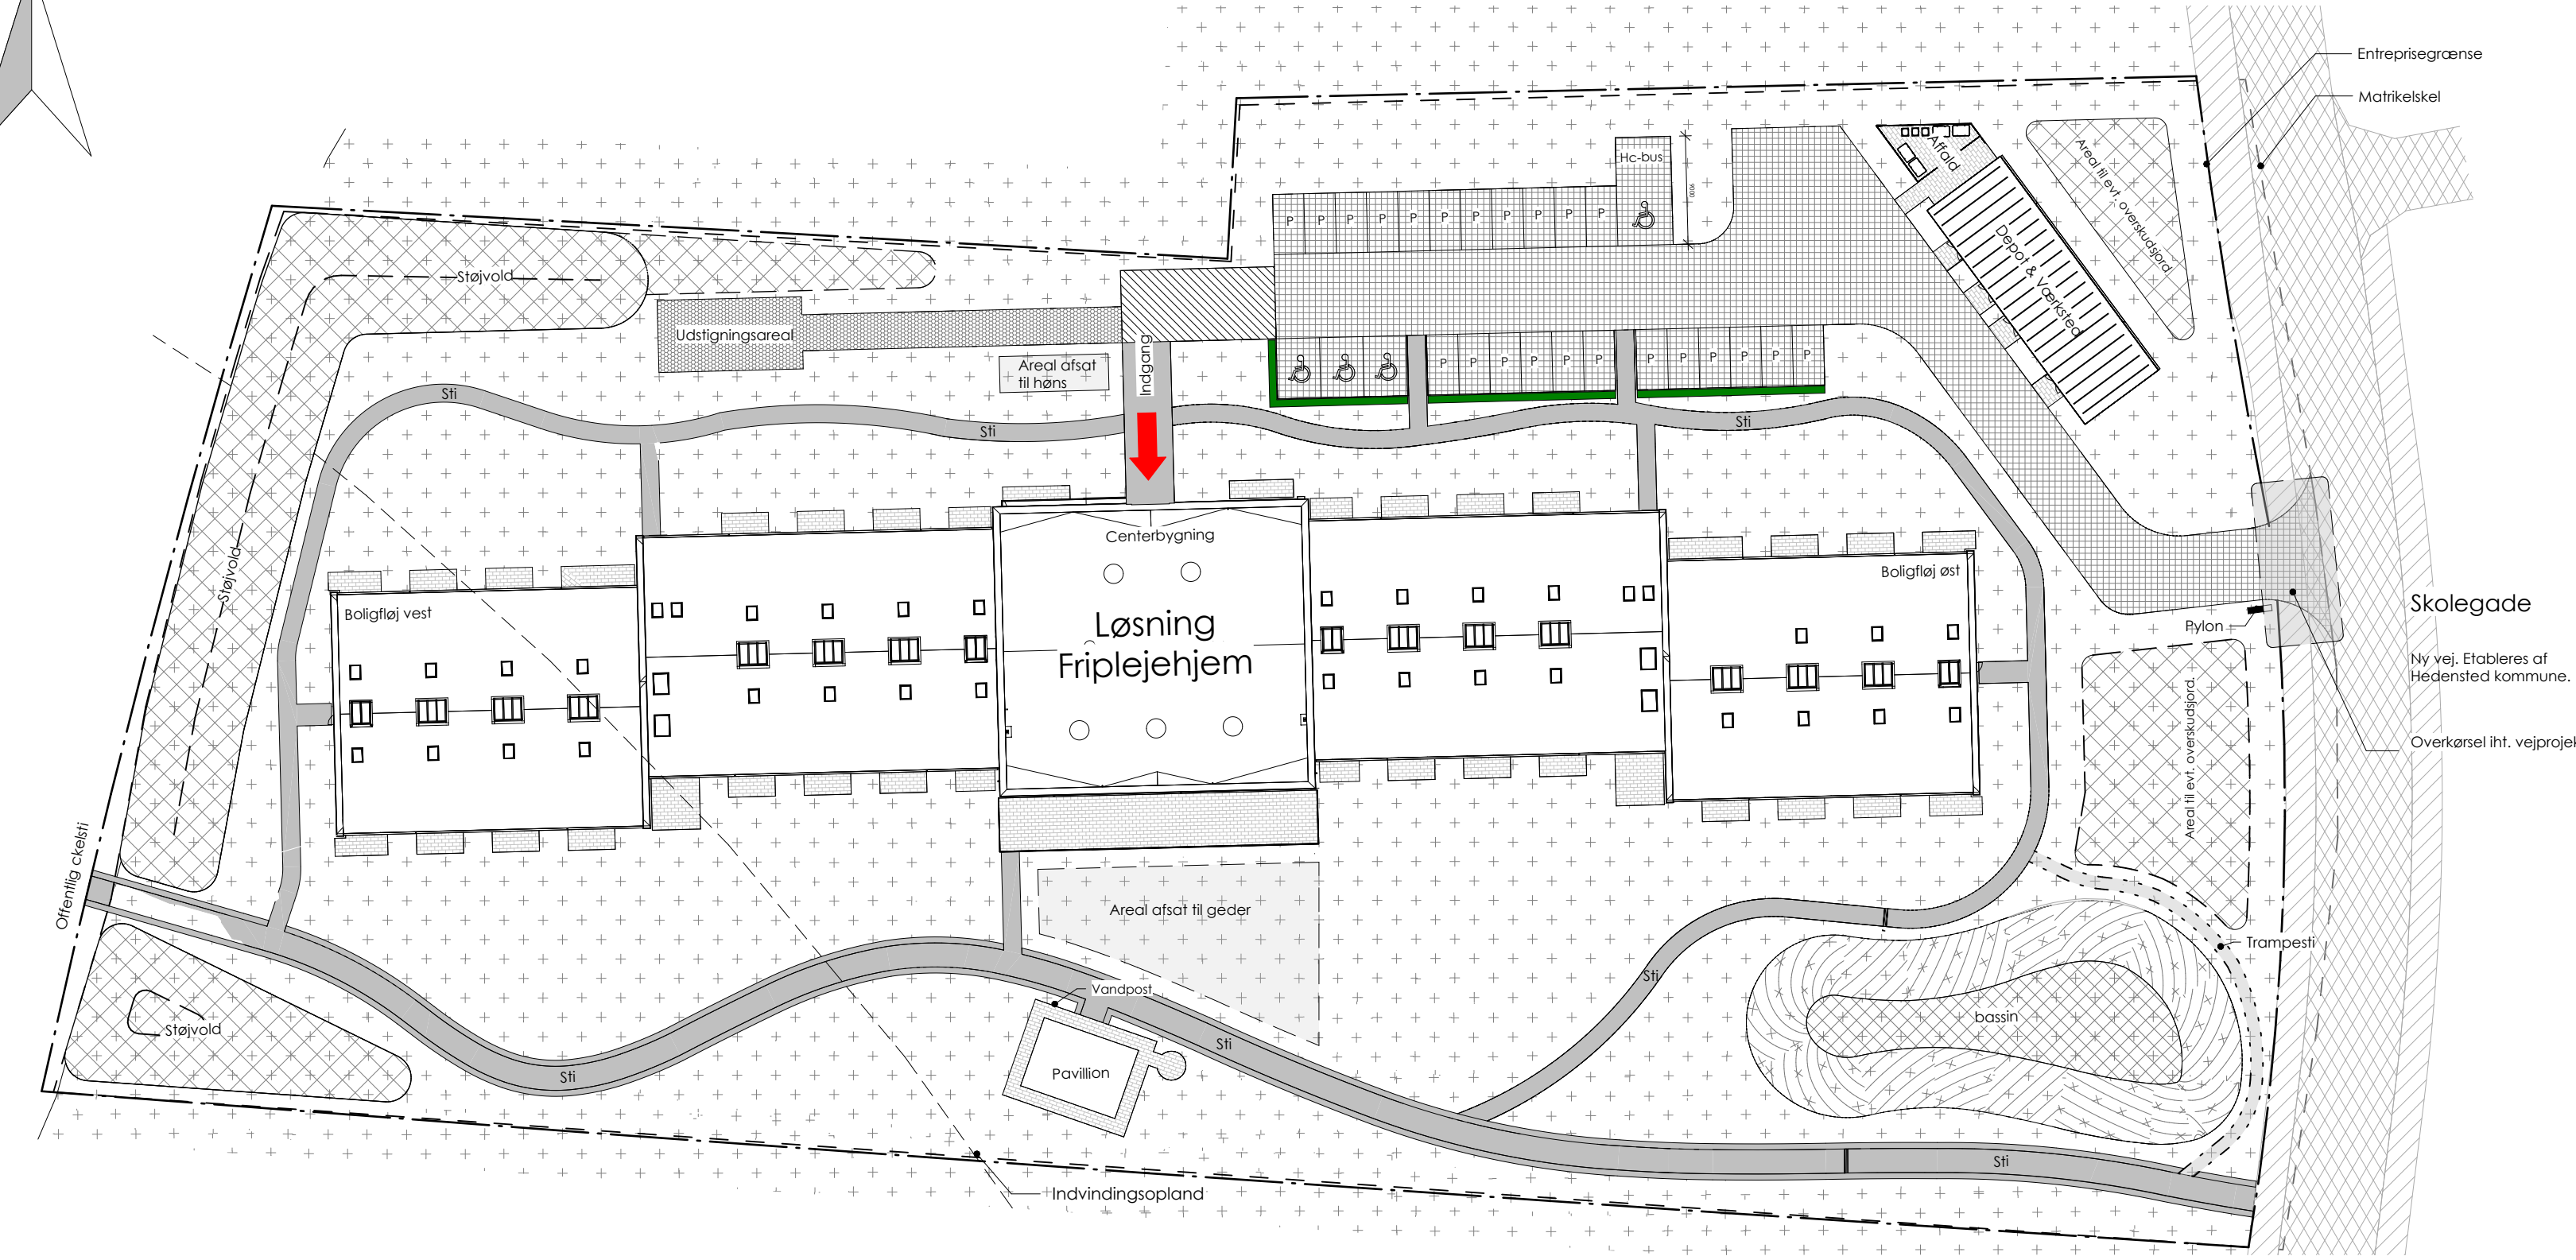 Entreprisegrænse
Matrikelskel
Hc-bus
9000
Affald
Areal til evt. overskudsjord
Depot & Værksted
P P P P P P P P P P P
Støjvold
Udstigningsareal
Indgang
Areal afsat
til høns
P P P P P P
P P P P P P
Sti
Sti
Sti
Støjvold
Centerbygning
Boligfløj vest
Boligfløj øst
Løsning
Friplejehjem
Skolegade
Pylon
Ny vej. Etableres af
Hedensted kommune.
Areal til evt. overskudsjord.
Overkørsel iht. vejprojek
Offentlig ckelsti
Areal afsat til geder
Trampesti
Sti
Vandpost
bassin
Støjvold
Sti
Pavillion
Sti
Sti
Indvindingsopland